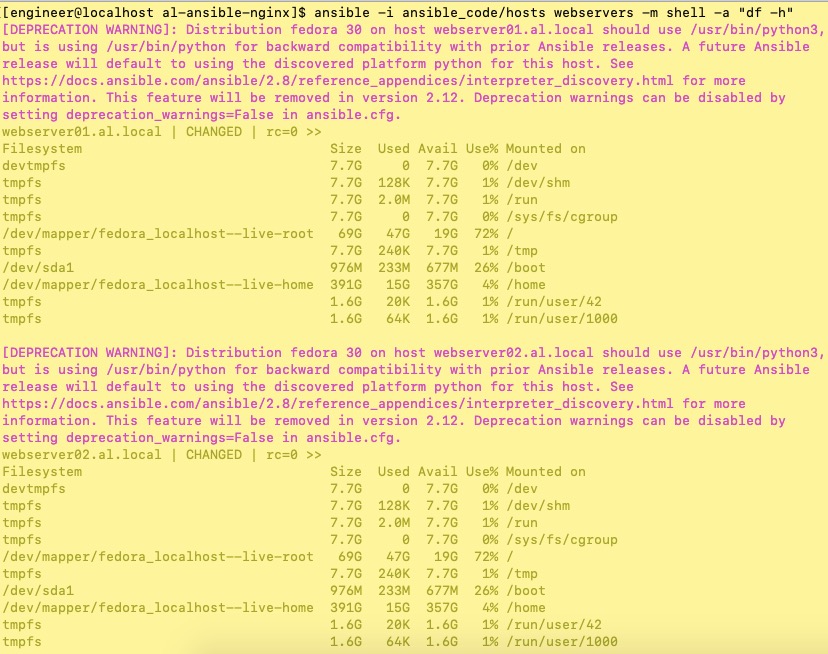 [engineer@localhost al-ansible-nginx]$ ansible -i ansible_code/hosts webservers -m shell -a "df -h"
[DEPRECATION WARNING]: Distribution fedora 30 on host webserver01.al.local should use /usr/bin/python3,
but is using /usr/bin/python for backward compatibility with prior Ansible releases. A future Ansible
release will default to using the discovered platform python for this host. See
https://docs.ansible.com/ansible/2.8/reference_appendices/interpreter_discovery.html for more
information. This feature will be removed in version 2.12. Deprecation warnings can be disabled by
setting deprecation_warnings=False in ansible.cfg.
webserver01.al.local | CHANGED | rc=0 >>
Filesystem                               Size  Used Avail Use% Mounted on
devtmpfs                                 7.7G     0  7.7G   0% /dev
tmpfs                                    7.7G  128K  7.7G   1% /dev/shm
tmpfs                                    7.7G  2.0M  7.7G   1% /run
tmpfs                                    7.7G     0  7.7G   0% /sys/fs/cgroup
/dev/mapper/fedora_localhost--live-root   69G   47G   19G  72% /
tmpfs                                    7.7G  240K  7.7G   1% /tmp
/dev/sda1                                976M  233M  677M  26% /boot
/dev/mapper/fedora_localhost--live-home  391G   15G  357G   4% /home
tmpfs                                    1.6G   20K  1.6G   1% /run/user/42
tmpfs                                    1.6G   64K  1.6G   1% /run/user/1000
[DEPRECATION WARNING]: Distribution fedora 30 on host webserver02.al.local should use /usr/bin/python3,
but is using /usr/bin/python for backward compatibility with prior Ansible releases. A future Ansible
release will default to using the discovered platform python for this host. See
https://docs.ansible.com/ansible/2.8/reference_appendices/interpreter_discovery.html for more
information. This feature will be removed in version 2.12. Deprecation warnings can be disabled by
setting deprecation_warnings=False in ansible.cfg.
webserver02.al.local | CHANGED | rc=0 >>
Filesystem                               Size  Used Avail Use% Mounted on
devtmpfs                                 7.7G     0  7.7G   0% /dev
tmpfs                                    7.7G  128K  7.7G   1% /dev/shm
tmpfs                                    7.7G  2.0M  7.7G   1% /run
tmpfs                                    7.7G     0  7.7G   0% /sys/fs/cgroup
/dev/mapper/fedora_localhost--live-root   69G   47G   19G  72% /
tmpfs                                    7.7G  240K  7.7G   1% /tmp
/dev/sda1                                976M  233M  677M  26% /boot
/dev/mapper/fedora_localhost--live-home  391G   15G  357G   4% /home
tmpfs                                    1.6G   20K  1.6G   1% /run/user/42
tmpfs                                    1.6G   64K  1.6G   1% /run/user/1000